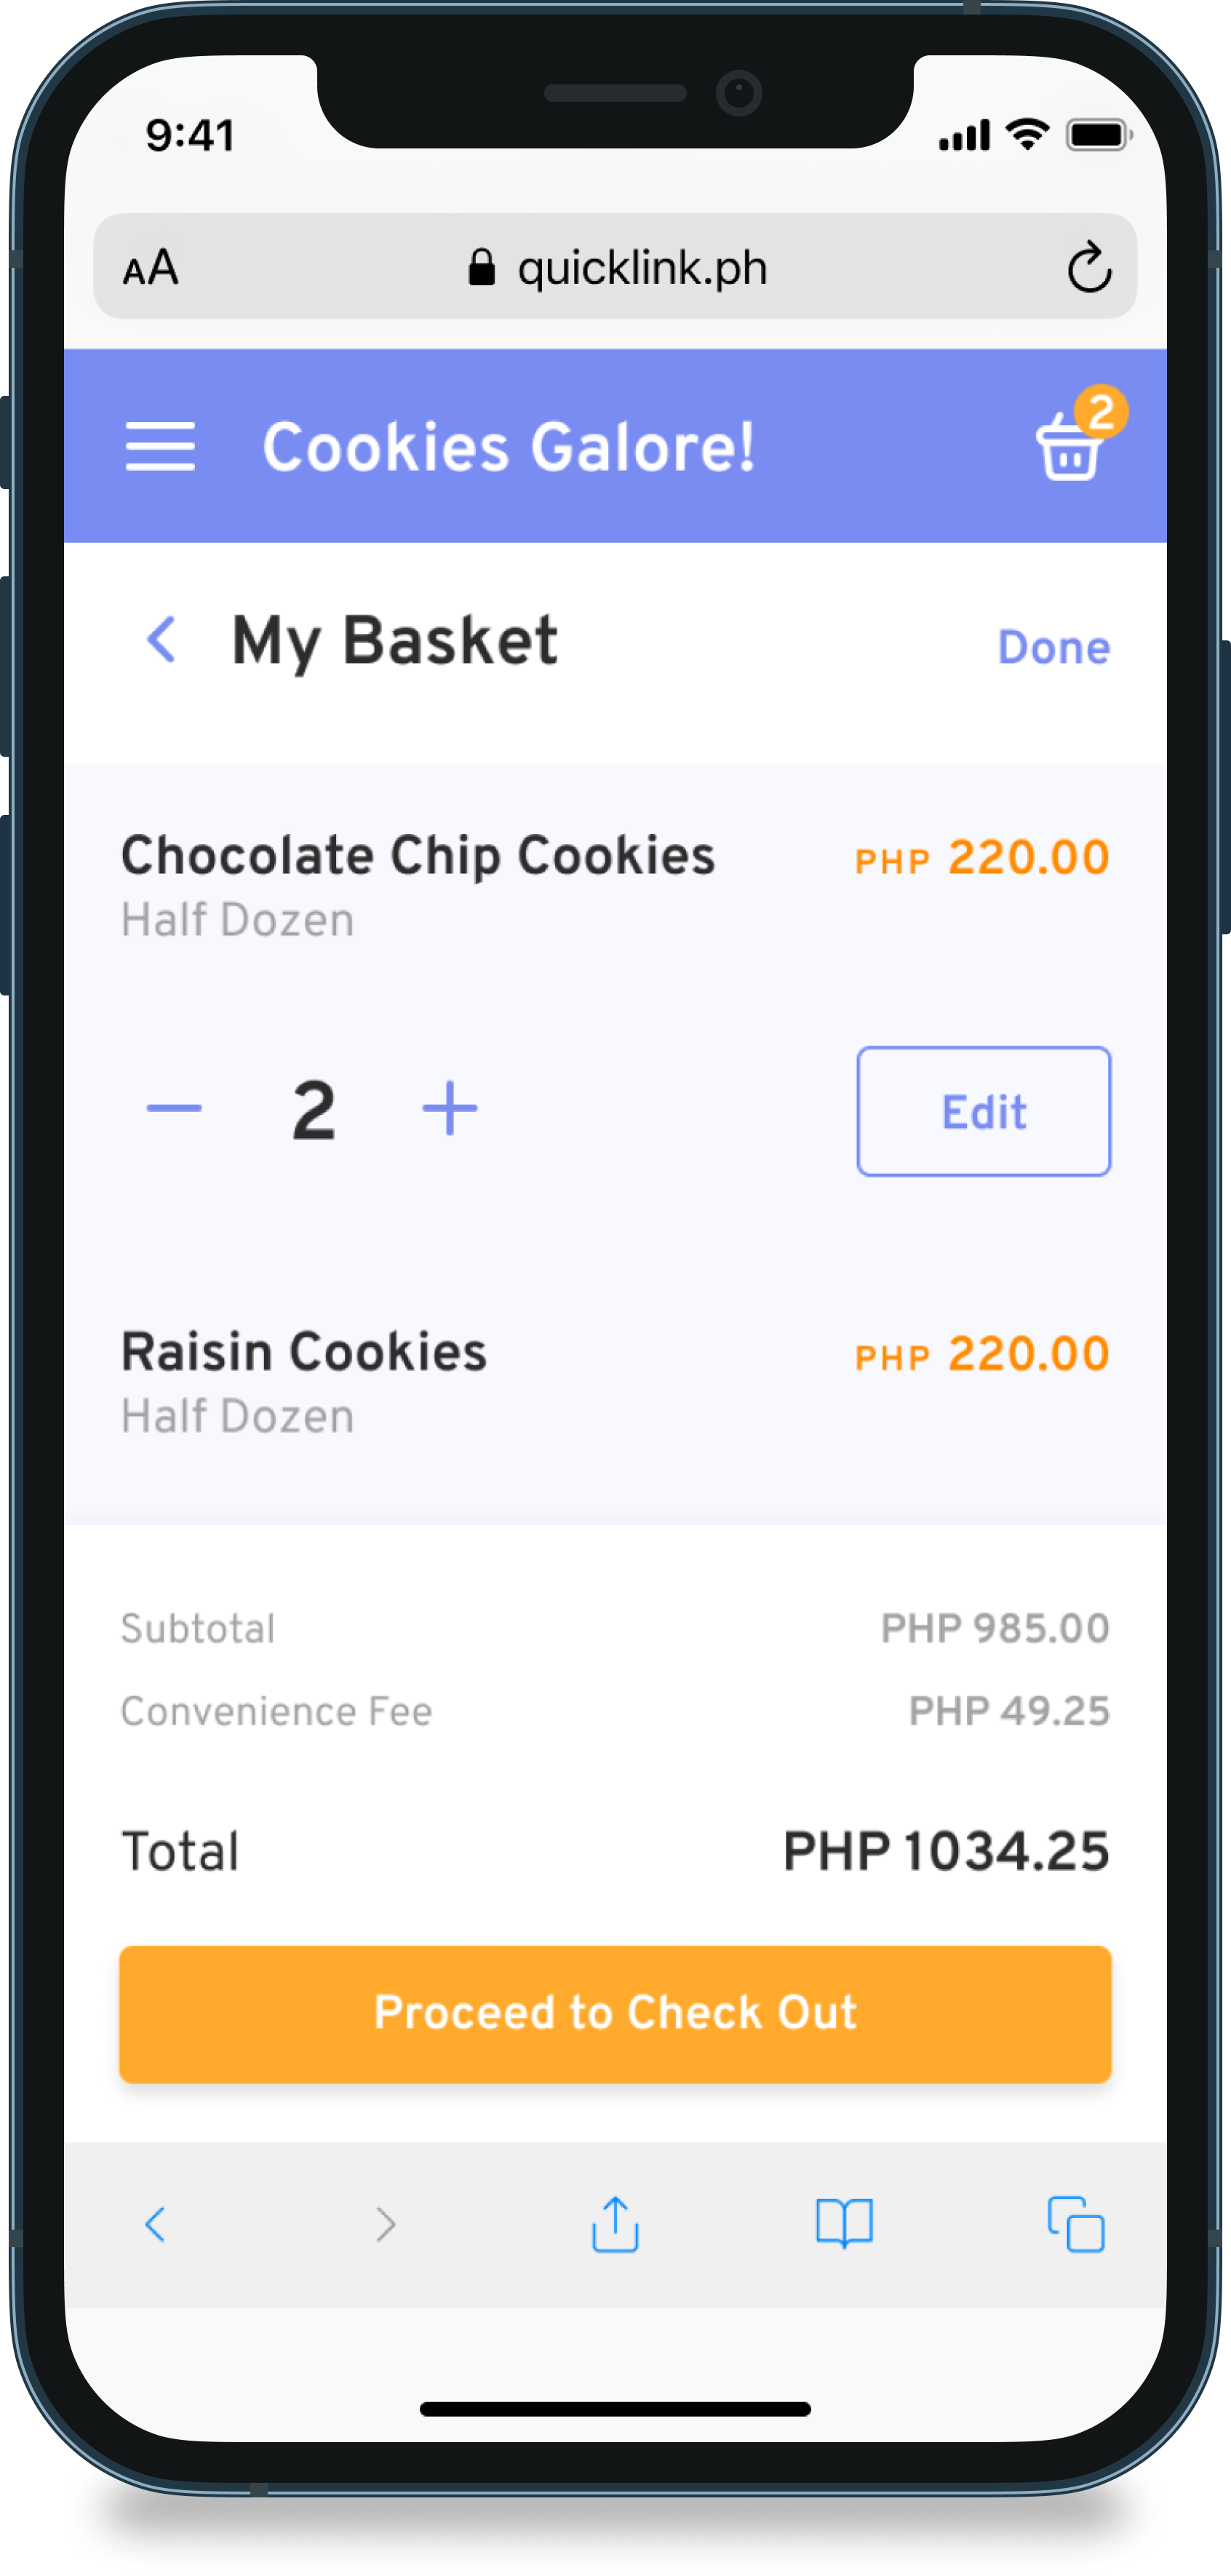 9:41
AA quicklink.ph
Cookies Galore! 2
My Basket Done
Chocolate Chip Cookies PHP 220.00
Half Dozen
2 Edit
Raisin Cookies PHP 220.00
Half Dozen
Subtotal PHP 985.00
Convenience Fee PHP 49.25
Total PHP 1034.25
Proceed to Check Out